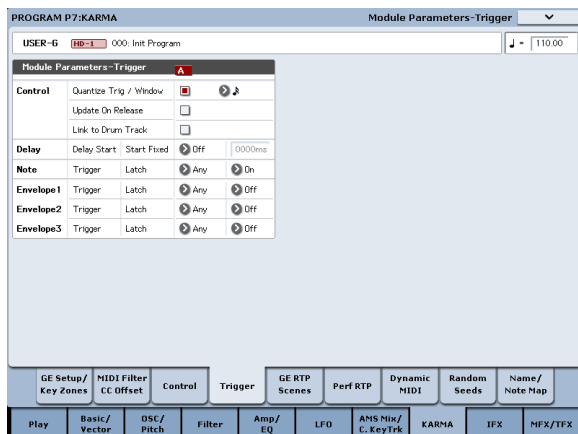 PROGRAM P7:KARMA Module Parameters-Trigger
USER-G HD-1 000: Init Program ♩ = 110.00
Module Parameters-Trigger A
Control Quantize Trig / Window
Update On Release
Link to Drum Track
Delay Delay Start Start Fixed Off 0000ms
Note Trigger Latch Any On
Envelope1 Trigger Latch Any Off
Envelope2 Trigger Latch Any Off
Envelope3 Trigger Latch Any Off
GE Setup/ Key Zones MIDI Filter CC Offset Control Trigger GE RTP Scenes Perf RTP Dynamic MIDI Random Seeds Name/ Note Map
Play Basic/ Vector OSC/ Pitch Filter Amp/ EQ LFO AMS Mix/ C. KeyTrk KARMA IFX MFX/TFX